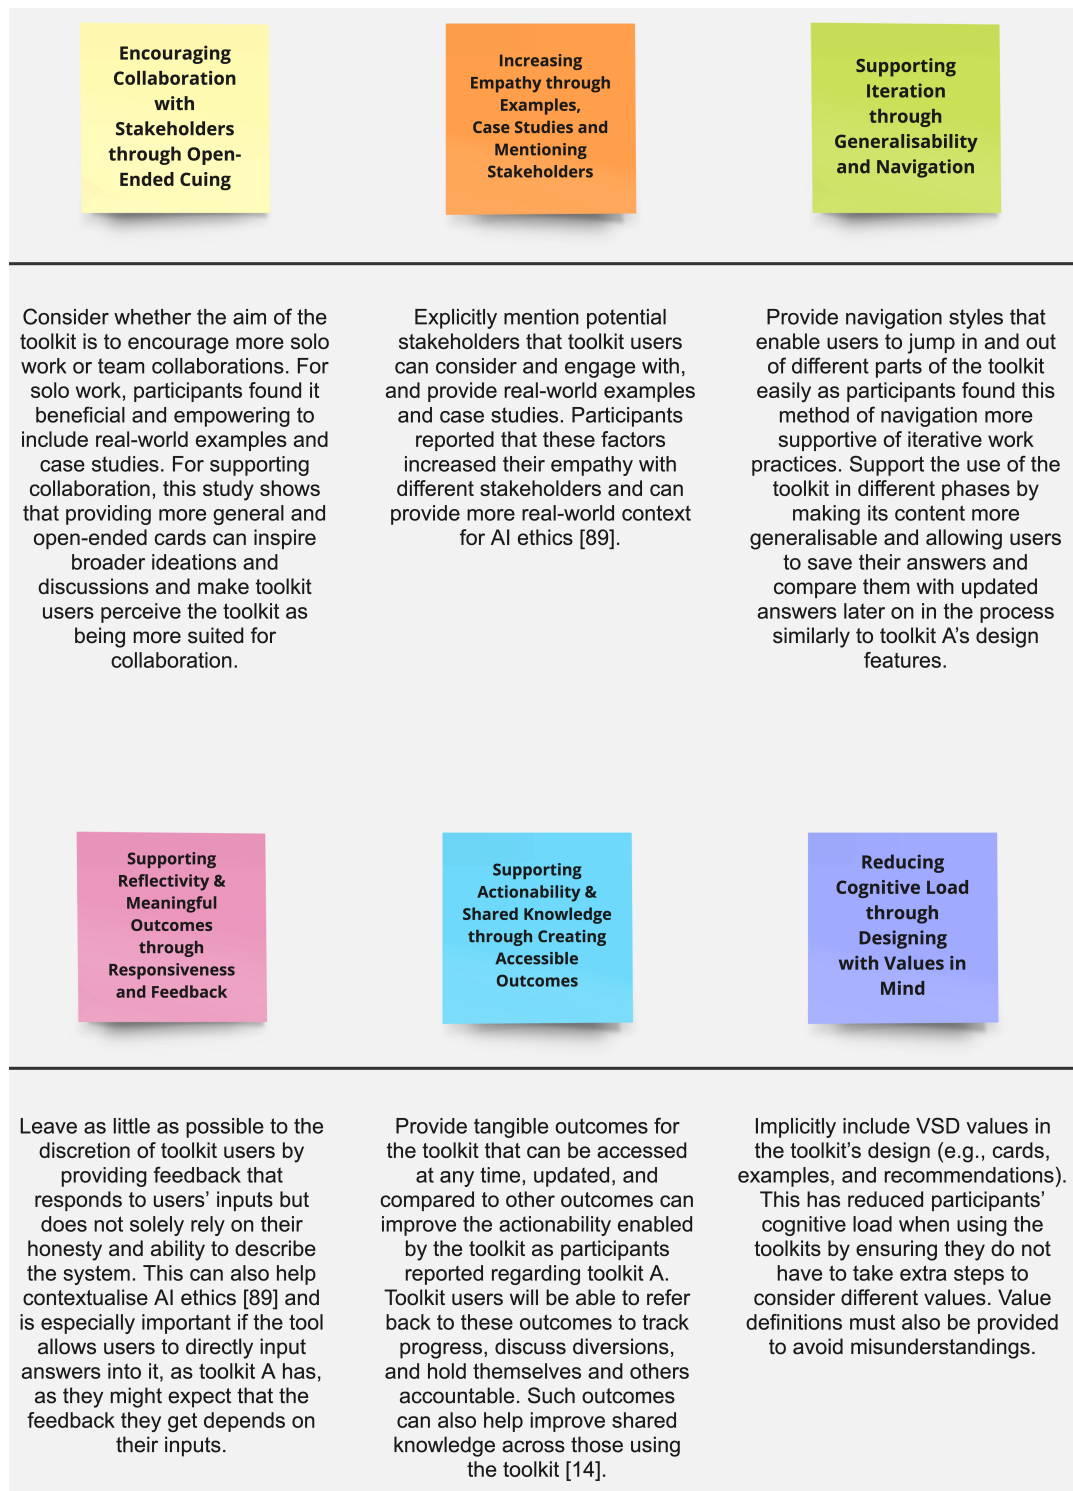 Encouraging
Collaboration
with
Stakeholders
through Open-
Ended Cuing
Increasing
Empathy through
Examples,
Case Studies and
Mentioning
Stakeholders
Supporting
Iteration
through
Generalisability
and Navigation
Consider whether the aim of the
toolkit is to encourage more solo
work or team collaborations. For
solo work, participants found it
beneficial and empowering to
include real-world examples and
case studies. For supporting
collaboration, this study shows
that providing more general and
open-ended cards can inspire
broader ideations and
discussions and make toolkit
users perceive the toolkit as
being more suited for
collaboration.
Explicitly mention potential
stakeholders that toolkit users
can consider and engage with,
and provide real-world examples
and case studies. Participants
reported that these factors
increased their empathy with
different stakeholders and can
provide more real-world context
for AI ethics [89].
Provide navigation styles that
enable users to jump in and out
of different parts of the toolkit
easily as participants found this
method of navigation more
supportive of iterative work
practices. Support the use of the
toolkit in different phases by
making its content more
generalisable and allowing users
to save their answers and
compare them with updated
answers later on in the process
similarly to toolkit A’s design
features.
Supporting
Reflectivity &
Meaningful
Outcomes
through
Responsiveness
and Feedback
Supporting
Actionability &
Shared Knowledge
through Creating
Accessible
Outcomes
Reducing
Cognitive Load
through
Designing
with Values in
Mind
Leave as little as possible to the
discretion of toolkit users by
providing feedback that
responds to users’ inputs but
does not solely rely on their
honesty and ability to describe
the system. This can also help
contextualise AI ethics [89] and
is especially important if the tool
allows users to directly input
answers into it, as toolkit A has,
as they might expect that the
feedback they get depends on
their inputs.
Provide tangible outcomes for
the toolkit that can be accessed
at any time, updated, and
compared to other outcomes can
improve the actionability enabled
by the toolkit as participants
reported regarding toolkit A.
Toolkit users will be able to refer
back to these outcomes to track
progress, discuss diversions,
and hold themselves and others
accountable. Such outcomes
can also help improve shared
knowledge across those using
the toolkit [14].
Implicitly include VSD values in
the toolkit’s design (e.g., cards,
examples, and recommendations).
This has reduced participants’
cognitive load when using the
toolkits by ensuring they do not
have to take extra steps to
consider different values. Value
definitions must also be provided
to avoid misunderstandings.